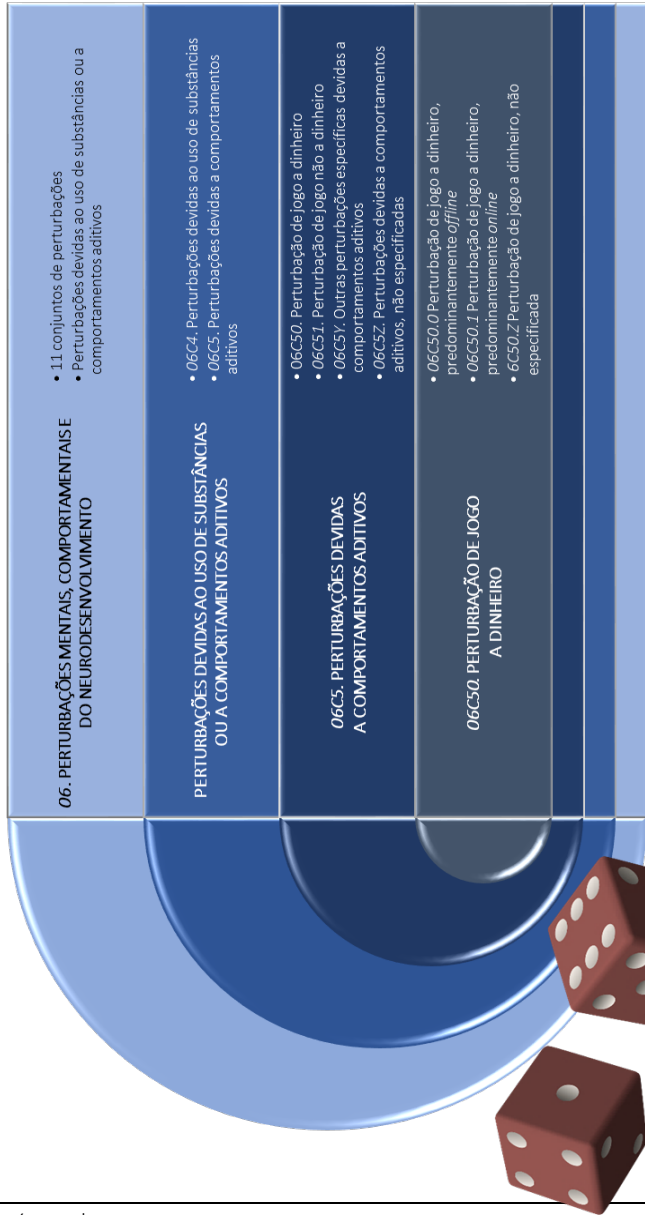 06. PERTURBAÇÕES MENTAIS, COMPORTAMENTAIS E
DO NEURODESENVOLVIMENTO
• 11 conjuntos de perturbações
• Perturbações devidas ao uso de substâncias ou a
comportamentos aditivos
PERTURBAÇÕES DEVIDAS AO USO DE SUBSTÂNCIAS
OU A COMPORTAMENTOS ADITIVOS
• 06C4. Perturbações devidas ao uso de substâncias
• 06C5. Perturbações devidas a comportamentos
aditivos
06C5. PERTURBAÇÕES DEVIDAS
A COMPORTAMENTOS ADITIVOS
• 06C50. Perturbação de jogo a dinheiro
• 06C51. Perturbação de jogo não a dinheiro
• 06C5Y. Outras perturbações específicas devidas a
comportamentos aditivos
• 06C5Z. Perturbações devidas a comportamentos
aditivos, não especificadas
06C50. PERTURBAÇÃO DE JOGO
A DINHEIRO
• 06C50.0 Perturbação de jogo a dinheiro,
predominantemente offline
• 06C50.1 Perturbação de jogo a dinheiro,
predominantemente online
• 6C50.Z Perturbação de jogo a dinheiro, não
especificada